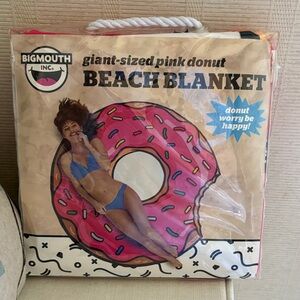 BIGMOUTH
INC.
giant-sized pink donut
BEACH BLANKET
donut
worry be
happy!